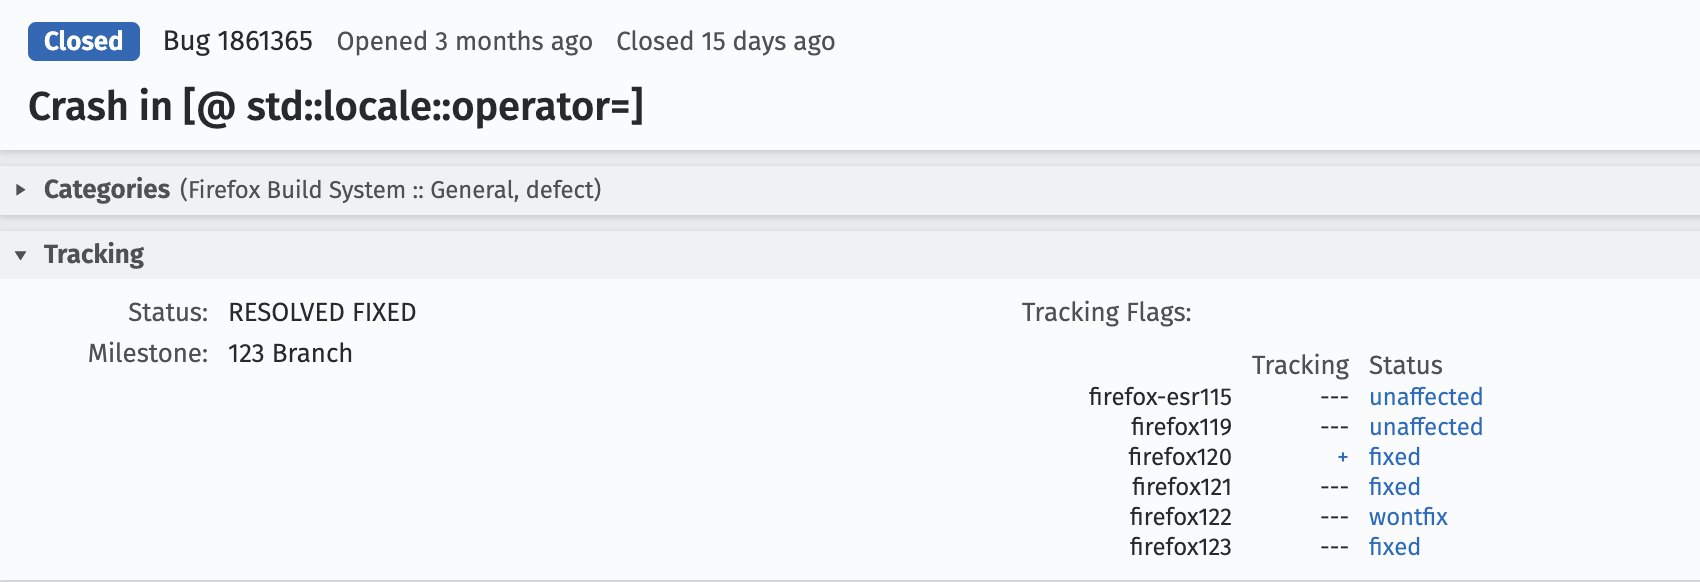 Closed Bug 1861365 Opened 3 months ago Closed 15 days ago
Crash in [@ std::locale::operator=]
Categories (Firefox Build System :: General, defect)
Tracking
Status: RESOLVED FIXED
Milestone: 123 Branch
Tracking Flags:
Tracking Status
firefox-esr115 --- unaffected
firefox119 --- unaffected
firefox120 + fixed
firefox121 --- fixed
firefox122 --- wontfix
firefox123 --- fixed